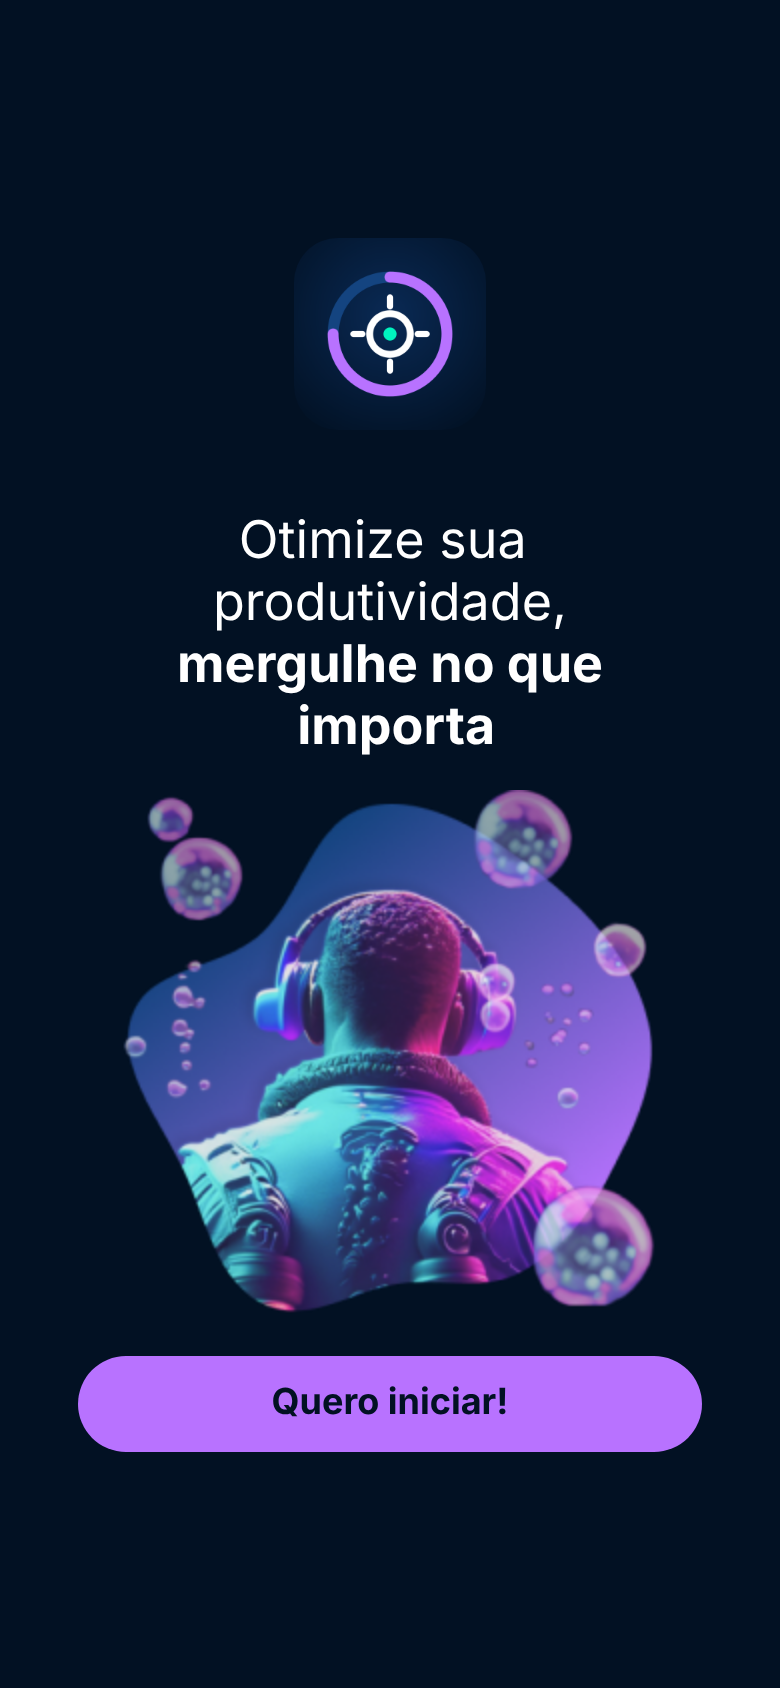 Otimize sua
produtividade,
mergulhe no que
importa
Quero iniciar!